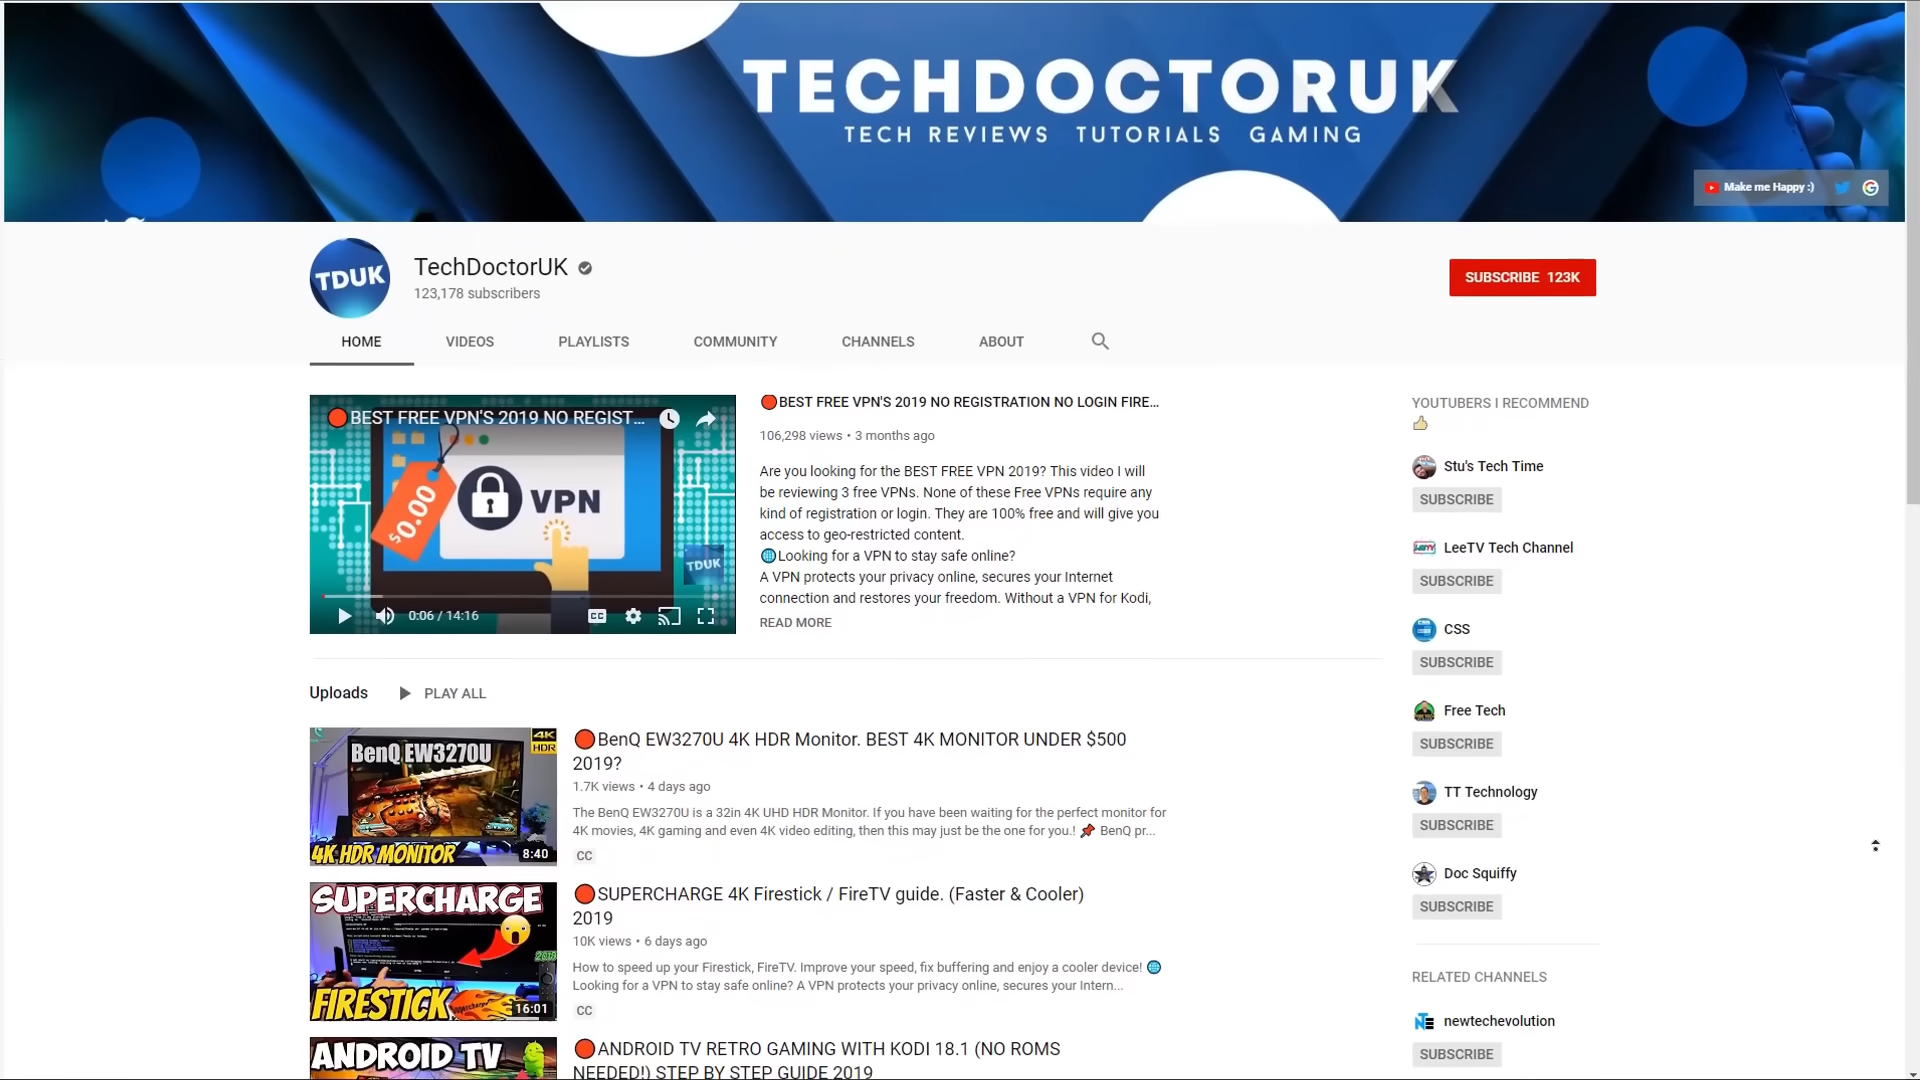 TECHDOCTORUK
TECH REVIEWS TUTORIALS GAMING
Make me Happy :)
TDUK
TechDoctorUK
123,178 subscribers
SUBSCRIBE 123K
HOME VIDEOS PLAYLISTS COMMUNITY CHANNELS ABOUT
🔴BEST FREE VPN'S 2019 NO REGIST...
$0.00
VPN
TDUK
0:06 / 14:16
CC
🔴BEST FREE VPN'S 2019 NO REGISTRATION NO LOGIN FIRE...
106,298 views • 3 months ago
Are you looking for the BEST FREE VPN 2019? This video I will
be reviewing 3 free VPNs. None of these Free VPNs require any
kind of registration or login. They are 100% free and will give you
access to geo-restricted content.
🌐Looking for a VPN to stay safe online?
A VPN protects your privacy online, secures your Internet
connection and restores your freedom. Without a VPN for Kodi,
READ MORE
Uploads PLAY ALL
BenQ EW3270U
4K
HDR
4K HDR MONITOR
8:40
🔴BenQ EW3270U 4K HDR Monitor. BEST 4K MONITOR UNDER $500
2019?
1.7K views • 4 days ago
The BenQ EW3270U is a 32in 4K UHD HDR Monitor. If you have been waiting for the perfect monitor for
4K movies, 4K gaming and even 4K video editing, then this may just be the one for you.! 📌 BenQ pr...
CC
SUPERCHARGE
2019
FIRESTICK
16:01
🔴SUPERCHARGE 4K Firestick / FireTV guide. (Faster & Cooler)
2019
10K views • 6 days ago
How to speed up your Firestick, FireTV. Improve your speed, fix buffering and enjoy a cooler device! 🌐
Looking for a VPN to stay safe online? A VPN protects your privacy online, secures your Intern...
CC
ANDROID TV
🔴ANDROID TV RETRO GAMING WITH KODI 18.1 (NO ROMS
NEEDED!) STEP BY STEP GUIDE 2019
YOUTUBERS I RECOMMEND
👍
Stu's Tech Time
SUBSCRIBE
LeeTV Tech Channel
SUBSCRIBE
CSS
SUBSCRIBE
Free Tech
SUBSCRIBE
TT Technology
SUBSCRIBE
Doc Squiffy
SUBSCRIBE
RELATED CHANNELS
newtechevolution
SUBSCRIBE